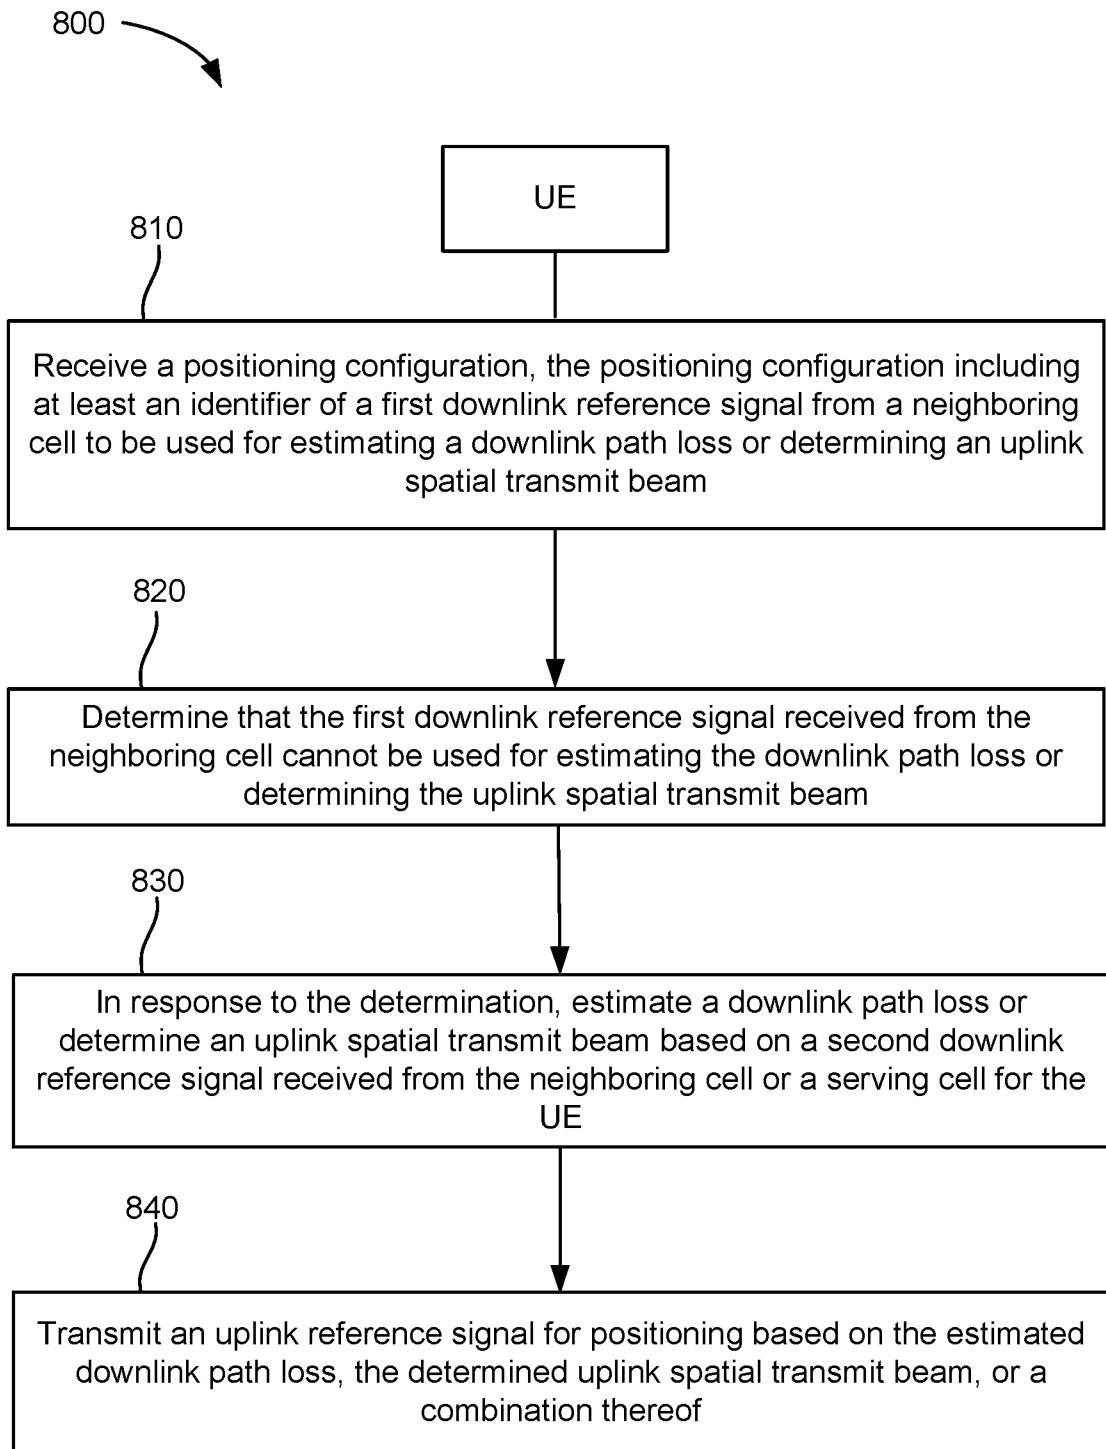 800
UE
810
Receive a positioning configuration, the positioning configuration including
at least an identifier of a first downlink reference signal from a neighboring
cell to be used for estimating a downlink path loss or determining an uplink
spatial transmit beam
820
Determine that the first downlink reference signal received from the
neighboring cell cannot be used for estimating the downlink path loss or
determining the uplink spatial transmit beam
830
In response to the determination, estimate a downlink path loss or
determine an uplink spatial transmit beam based on a second downlink
reference signal received from the neighboring cell or a serving cell for the
UE
840
Transmit an uplink reference signal for positioning based on the estimated
downlink path loss, the determined uplink spatial transmit beam, or a
combination thereof